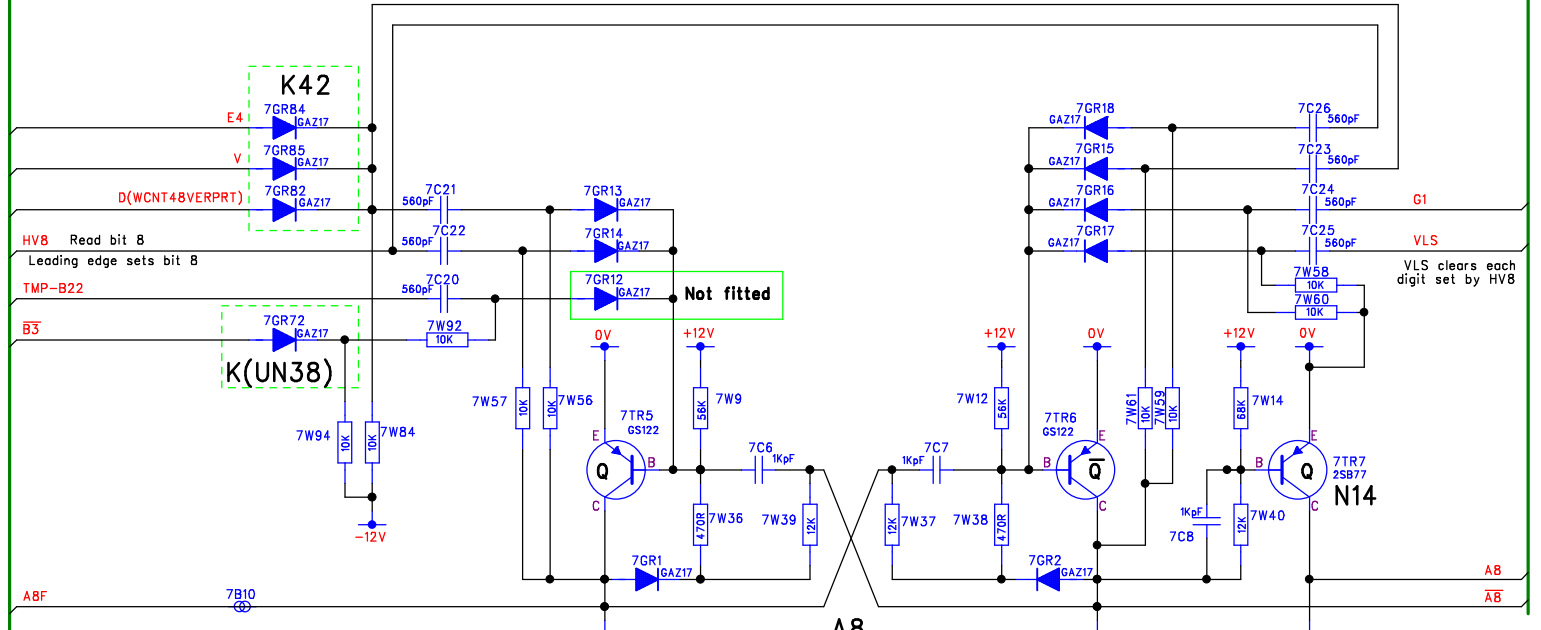 K42
7GR84
E4
GAZ17
7GR85
V
GAZ17
7GR82
D(WCNT48VERPRT)
GAZ17
HV8 Read bit 8
Leading edge sets bit 8
TMP-B22
B3
7GR72
GAZ17
K(UN38)
7C21
560pF
7C22
560pF
7C20
560pF
7W92
10K
7GR13
GAZ17
7GR14
GAZ17
7GR12
GAZ17
Not fitted
7W94
10K
10K
7W84
-12V
7W57
10K
10K
7W56
0V
+12V
7W9
56K
7TR5
GS122
E
Q
B
C
7C6
1KpF
470R
7W36
7W39
12K
7GR1
GAZ17
7GR18
GAZ17
7GR15
GAZ17
7GR16
GAZ17
7GR17
GAZ17
7C26
560pF
7C23
560pF
7C24
560pF
G1
7C25
560pF
VLS
VLS clears each
digit set by HV8
7W58
10K
7W60
10K
+12V
0V
+12V
0V
7W12
56K
7TR6
GS122
7W61
10K
7W59
10K
68K
7W14
7C7
1KpF
B
E
Q
C
B
E
Q
C
7TR7
2SB77
N14
12K
7W37
7W38
470R
1KpF
7C8
12K
7W40
7GR2
GAZ17
A8
A8F
7B10
A8
A8